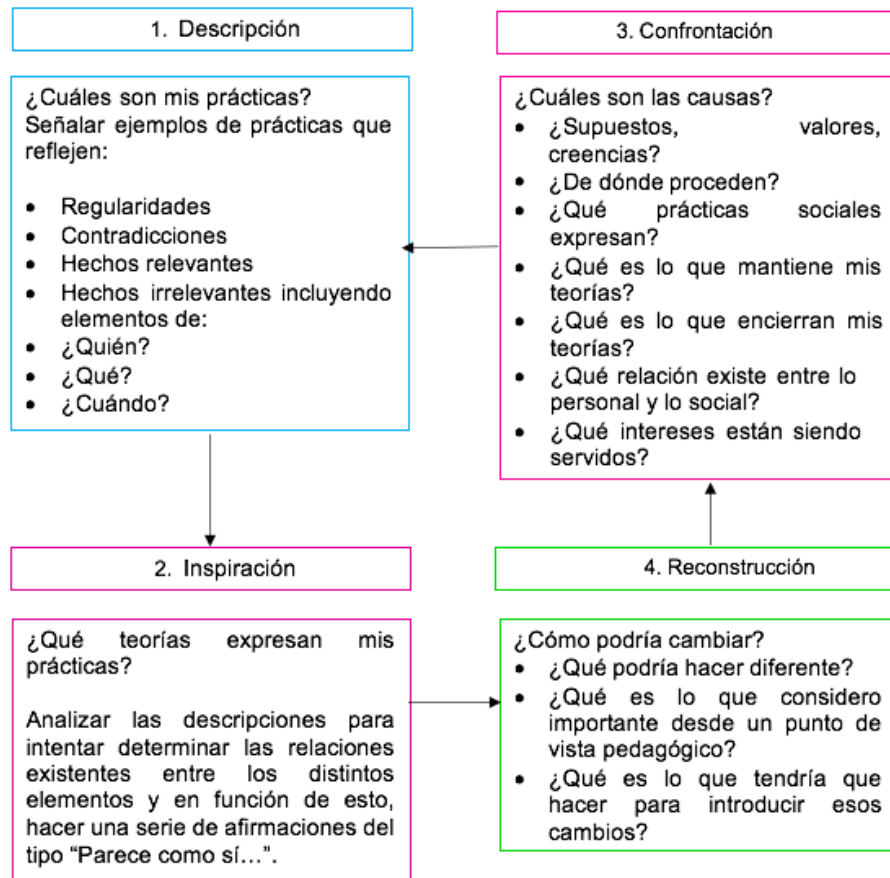 1. Descripción
¿Cuáles son mis prácticas?
Señalar ejemplos de prácticas que
reflejen:
• Regularidades
• Contradicciones
• Hechos relevantes
• Hechos irrelevantes incluyendo
elementos de:
• ¿Quién?
• ¿Qué?
• ¿Cuándo?
2. Inspiración
¿Qué teorías expresan mis
prácticas?
Analizar las descripciones para
intentar determinar las relaciones
existentes entre los distintos
elementos y en función de esto,
hacer una serie de afirmaciones del
tipo “Parece como sí…”.
3. Confrontación
¿Cuáles son las causas?
• ¿Supuestos, valores,
creencias?
• ¿De dónde proceden?
• ¿Qué prácticas sociales
expresan?
• ¿Qué es lo que mantiene mis
teorías?
• ¿Qué es lo que encierran mis
teorías?
• ¿Qué relación existe entre lo
personal y lo social?
• ¿Qué intereses están siendo
servidos?
4. Reconstrucción
¿Cómo podría cambiar?
• ¿Qué podría hacer diferente?
• ¿Qué es lo que considero
importante desde un punto de
vista pedagógico?
• ¿Qué es lo que tendría que
hacer para introducir esos
cambios?